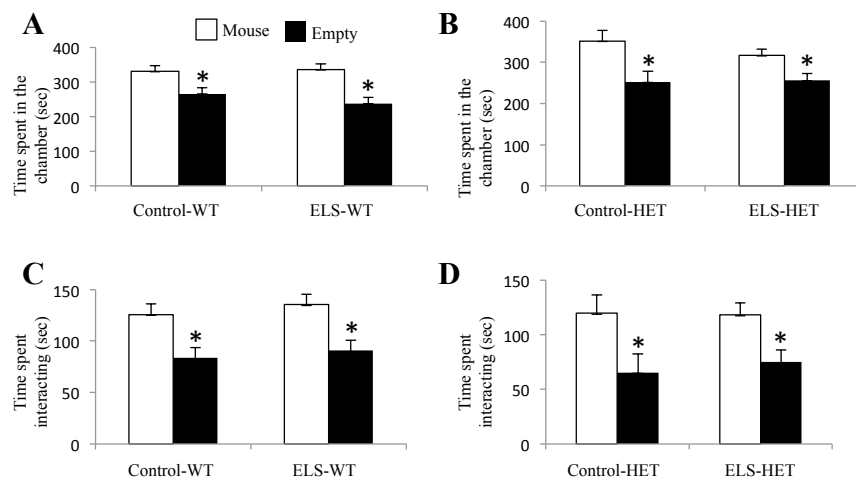 A
Mouse
Empty
Time spent in the
chamber (sec)
400
300
200
100
0
*
*
Control-WT
ELS-WT
B
Time spent in the
chamber (sec)
400
300
200
100
0
*
*
Control-HET
ELS-HET
C
Time spent
interacting (sec)
150
100
50
0
*
*
Control-WT
ELS-WT
D
Time spent
interacting (sec)
150
100
50
0
*
*
Control-HET
ELS-HET